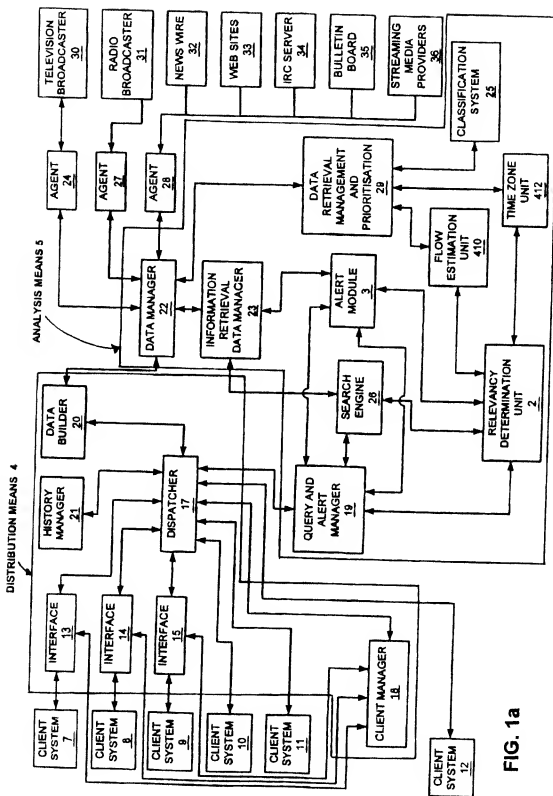 TELEVISION
BROADCASTER
30
RADIO
BROADCASTER
31
NEWS WIRE
32
WEB SITES
33
IRC SERVER
34
BULLETIN
BOARD
35
STREAMING
MEDIA
PROVIDERS
36
CLASSIFICATION
SYSTEM
25
AGENT
24
AGENT
27
AGENT
28
DATA
RETRIEVAL
MANAGEMENT
AND
PRIORITISATION
29
TIME ZONE
UNIT
412
FLOW
ESTIMATION
UNIT
410
ANALYSIS MEANS 5
DATA MANAGER
22
INFORMATION
RETRIEVAL
DATA MANAGER
23
ALERT
MODULE
3
SEARCH
ENGINE
26
RELEVANCY
DETERMINATION
UNIT
2
DISTRIBUTION MEANS 4
DATA
BUILDER
20
HISTORY
MANAGER
21
DISPATCHER
17
QUERY AND
ALERT
MANAGER
19
INTERFACE
13
INTERFACE
14
INTERFACE
15
CLIENT MANAGER
18
CLIENT
SYSTEM
7
CLIENT
SYSTEM
8
CLIENT
SYSTEM
9
CLIENT
SYSTEM
10
CLIENT
SYSTEM
11
CLIENT
SYSTEM
12
FIG. 1a